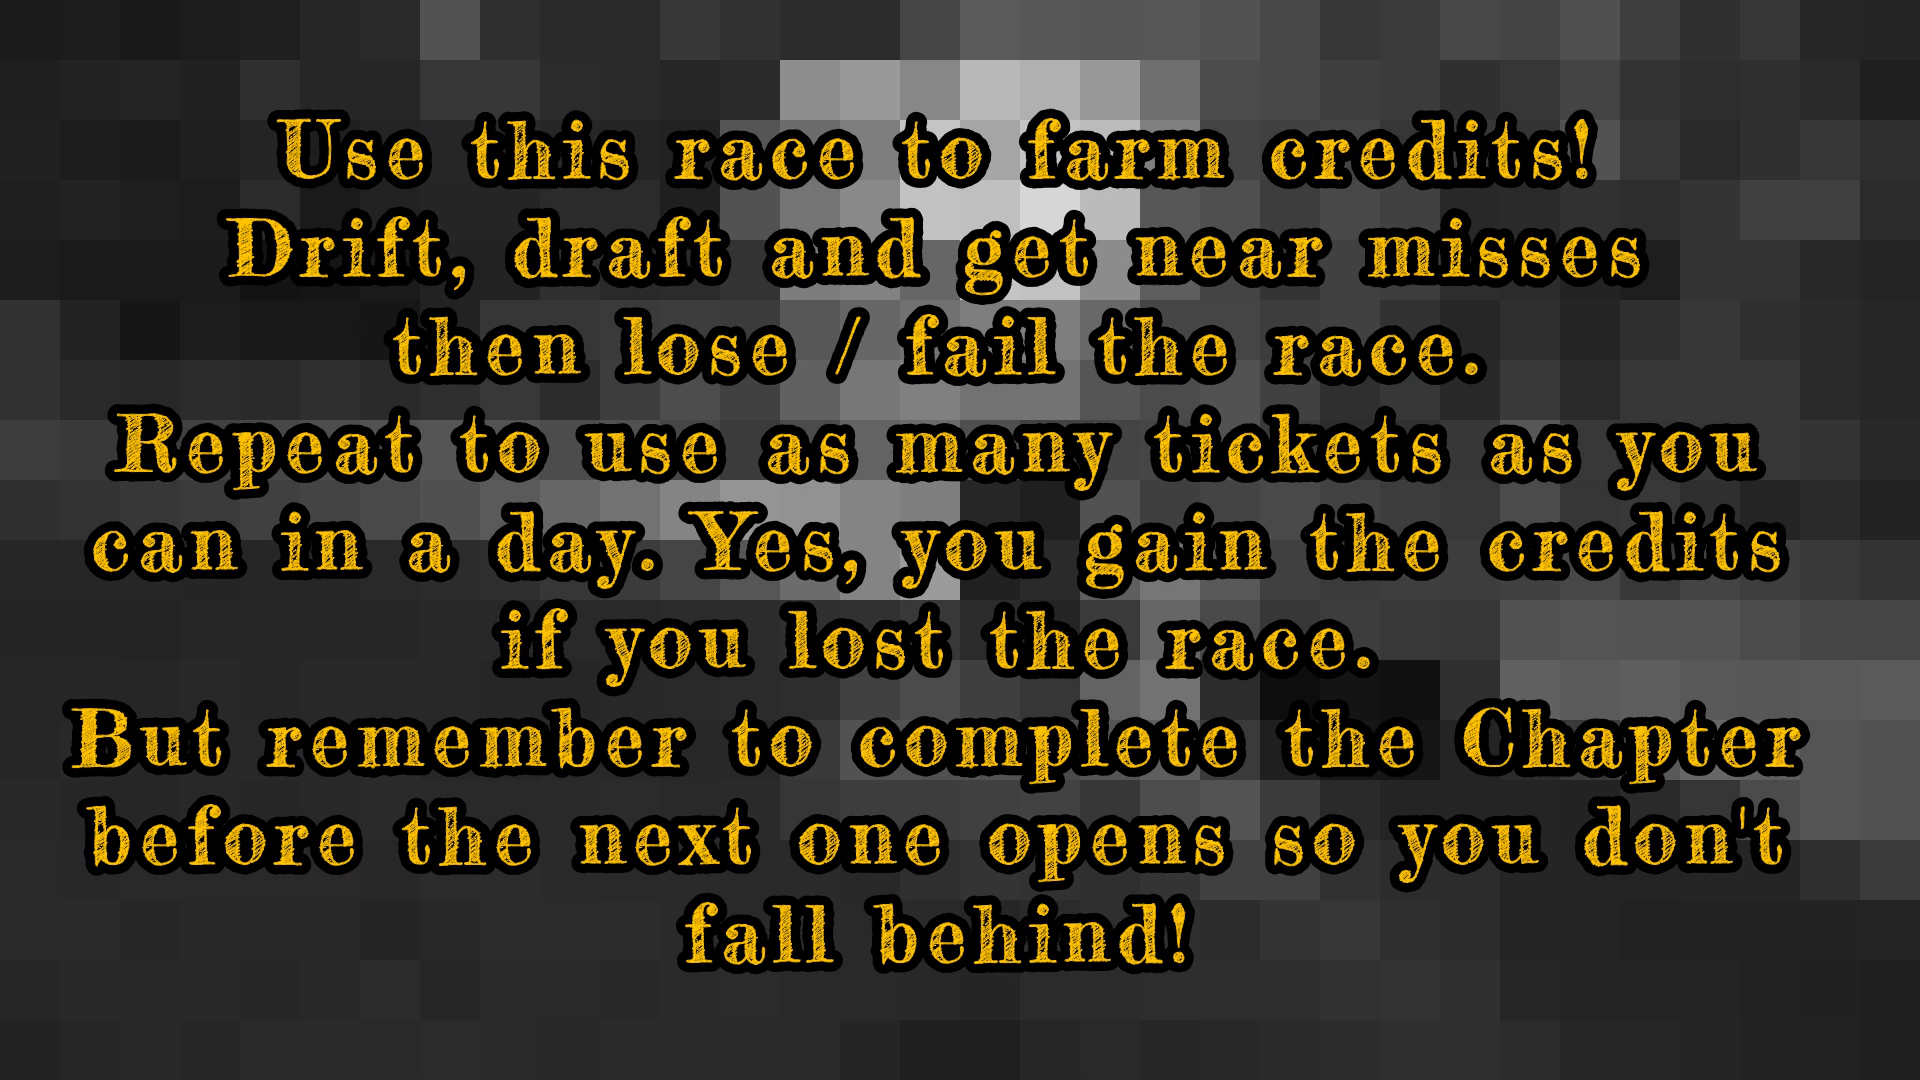 Use this race to farm credits!
Drift, draft and get near misses
then lose / fail the race.
Repeat to use as many tickets as you
can in a day. Yes, you gain the credits
if you lost the race.
But remember to complete the Chapter
before the next one opens so you don't
fall behind!